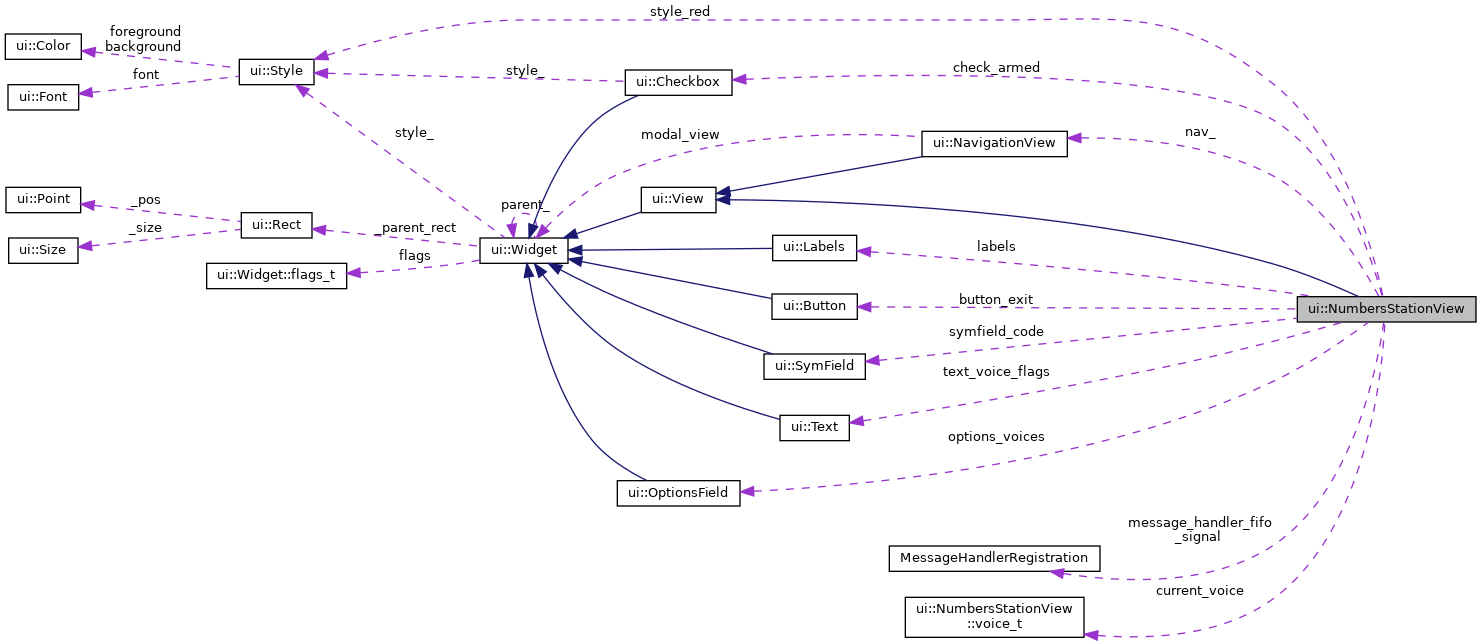 style_red
foreground
background
ui::Color
ui::Style
font
ui::Font
style_
ui::Checkbox
check_armed
style_
modal_view
ui::NavigationView
nav_
ui::Point
_pos
ui::View
parent_
_size
ui::Rect
_parent_rect
ui::Size
ui::Widget
ui::Labels
labels
flags
ui::Widget::flags_t
ui::Button
button_exit
ui::NumbersStationView
symfield_code
ui::SymField
text_voice_flags
ui::Text
options_voices
ui::OptionsField
message_handler_fifo
_signal
MessageHandlerRegistration
current_voice
ui::NumbersStationView
::voice_t